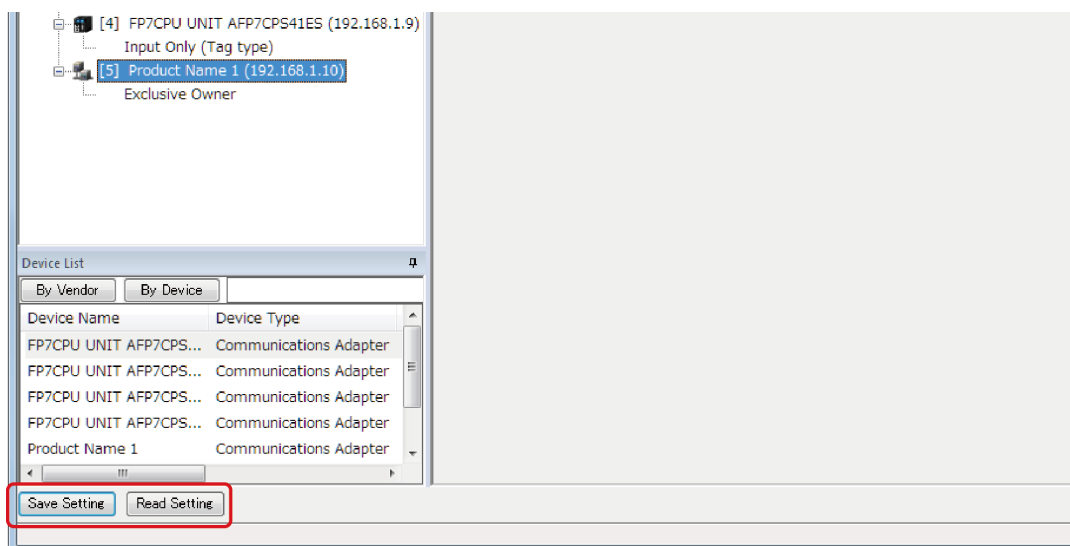 [4] FP7CPU UNIT AFP7CPS41ES (192.168.1.9)
Input Only (Tag type)
[5] Product Name 1 (192.168.1.10)
Exclusive Owner
Device List
By Vendor By Device
Device Name Device Type
FP7CPU UNIT AFP7CPS... Communications Adapter
FP7CPU UNIT AFP7CPS... Communications Adapter
FP7CPU UNIT AFP7CPS... Communications Adapter
FP7CPU UNIT AFP7CPS... Communications Adapter
Product Name 1 Communications Adapter
Save Setting Read Setting